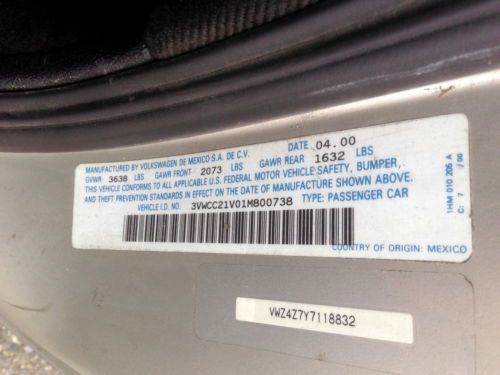 MANUFACTURED BY VOLKSWAGEN DE MEXICO S.A. DE C.V. DATE 04.00
GVWR 3638 LBS GAWR FRONT 2073 LBS GAWR REAR 1632 LBS
THIS VEHICLE CONFORMS TO ALL APPLICABLE U.S. FEDERAL MOTOR VEHICLE SAFETY, BUMPER,
AND THEFT PREVENTION STANDARDS IN EFFECT ON THE DATE OF MANUFACTURE SHOWN ABOVE.
VEHICLE I.D. NO. 3VWCC21V01M800738 TYPE: PASSENGER CAR
COUNTRY OF ORIGIN: MEXICO
1HM 010 205 A
C: 7 / 00
VWZ4Z7Y7118832